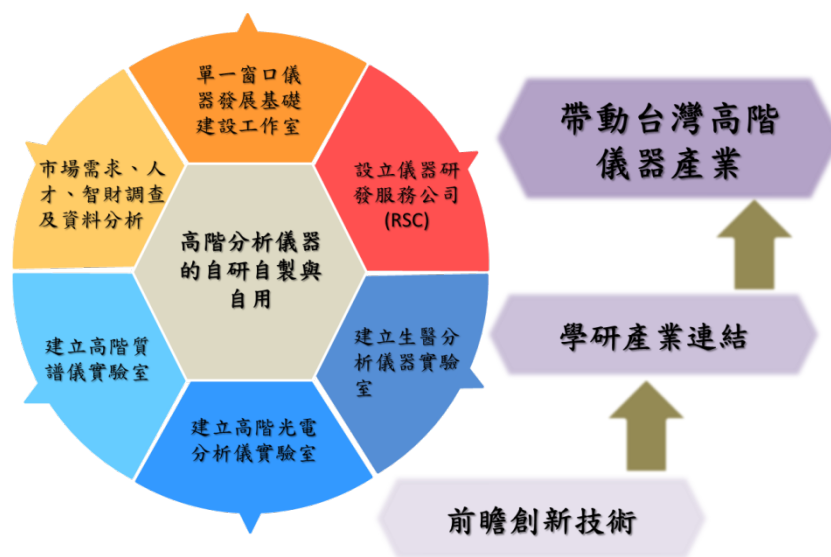 單一窗口儀
器發展基礎
建設工作室
設立儀器研
發服務公司
(RSC)
建立生醫分
析儀器實驗
室
建立高階光電
分析儀實驗室
建立高階質
譜儀實驗室
市場需求、人
才、智財調查
及資料分析
高階分析儀器
的自研自製與
自用
帶動台灣高階
儀器產業
學研產業連結
前瞻創新技術